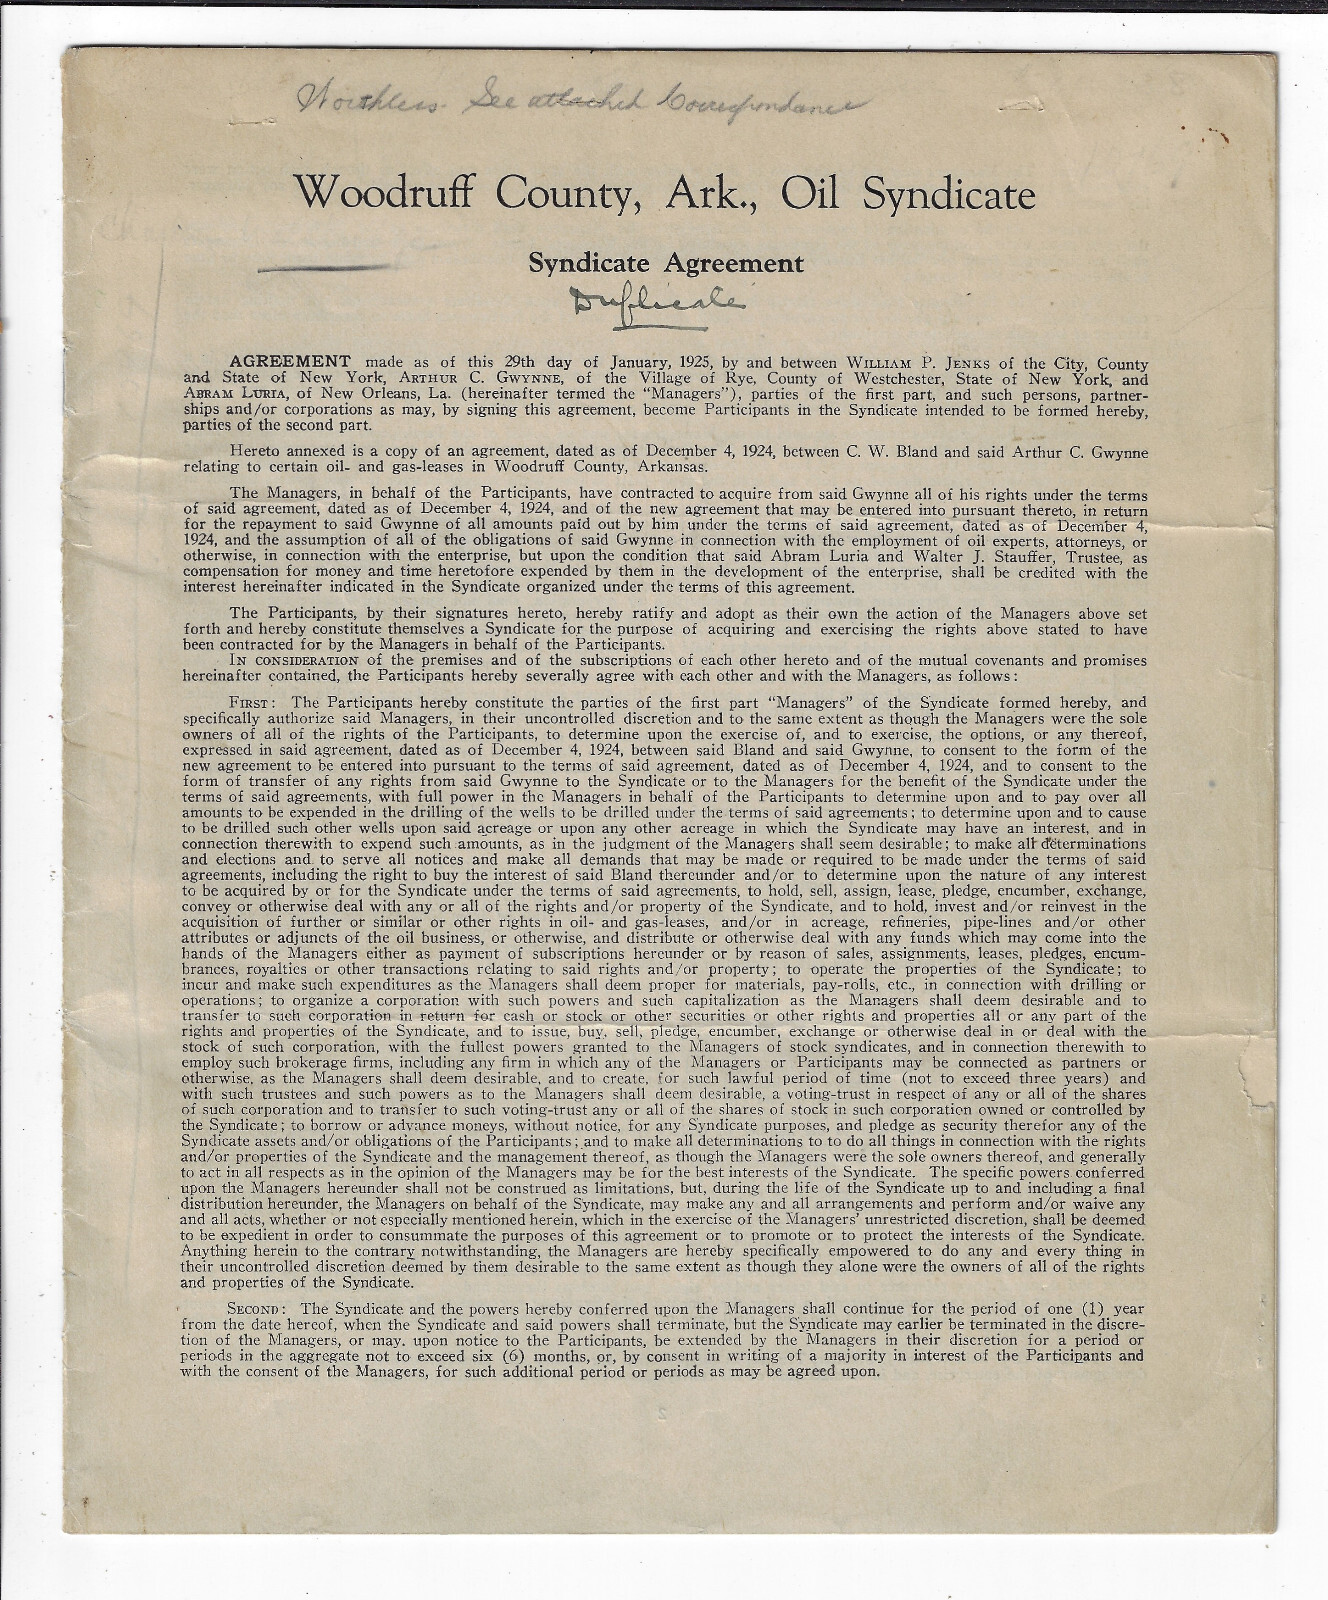 Worthless. See attached Correspondance
Woodruff County, Ark., Oil Syndicate
Syndicate Agreement
Duplicate
AGREEMENT made as of this 29th day of January, 1925, by and between WILLIAM P. JENKS of the City, County
and State of New York, ARTHUR C. GWYNNE, of the Village of Rye, County of Westchester, State of New York, and
ABRAM LURIA, of New Orleans, La. (hereinafter termed the “Managers”), parties of the first part, and such persons, partner-
ships and/or corporations as may, by signing this agreement, become Participants in the Syndicate intended to be formed hereby,
parties of the second part.
Hereto annexed is a copy of an agreement, dated as of December 4, 1924, between C. W. Bland and said Arthur C. Gwynne
relating to certain oil- and gas-leases in Woodruff County, Arkansas.
The Managers, in behalf of the Participants, have contracted to acquire from said Gwynne all of his rights under the terms
of said agreement, dated as of December 4, 1924, and of the new agreement that may be entered into pursuant thereto, in return
for the repayment to said Gwynne of all amounts paid out by him under the terms of said agreement, dated as of December 4,
1924, and the assumption of all of the obligations of said Gwynne in connection with the employment of oil experts, attorneys, or
otherwise, in connection with the enterprise, but upon the condition that said Abram Luria and Walter J. Stauffer, Trustee, as
compensation for money and time heretofore expended by them in the development of the enterprise, shall be credited with the
interest hereinafter indicated in the Syndicate organized under the terms of this agreement.
The Participants, by their signatures hereto, hereby ratify and adopt as their own the action of the Managers above set
forth and hereby constitute themselves a Syndicate for the purpose of acquiring and exercising the rights above stated to have
been contracted for by the Managers in behalf of the Participants.
IN CONSIDERATION of the premises and of the subscriptions of each other hereto and of the mutual covenants and promises
hereinafter contained, the Participants hereby severally agree with each other and with the Managers, as follows:
FIRST: The Participants hereby constitute the parties of the first part “Managers” of the Syndicate formed hereby, and
specifically authorize said Managers, in their uncontrolled discretion and to the same extent as though the Managers were the sole
owners of all of the rights of the Participants, to determine upon the exercise of, and to exercise, the options, or any thereof,
expressed in said agreement, dated as of December 4, 1924, between said Bland and said Gwynne, to consent to the form of the
new agreement to be entered into pursuant to the terms of said agreement, dated as of December 4, 1924, and to consent to the
form of transfer of any rights from said Gwynne to the Syndicate or to the Managers for the benefit of the Syndicate under the
terms of said agreements, with full power in the Managers in behalf of the Participants to determine upon and to pay over all
amounts to be expended in the drilling of the wells to be drilled under the terms of said agreements; to determine upon and to cause
to be drilled such other wells upon said acreage or upon any other acreage in which the Syndicate may have an interest, and in
connection therewith to expend such amounts, as in the judgment of the Managers shall seem desirable; to make all determinations
and elections and to serve all notices and make all demands that may be made or required to be made under the terms of said
agreements, including the right to buy the interest of said Bland thereunder and/or to determine upon the nature of any interest
to be acquired by or for the Syndicate under the terms of said agreements, to hold, sell, assign, lease, pledge, encumber, exchange,
convey or otherwise deal with any or all of the rights and/or property of the Syndicate, and to hold, invest and/or reinvest in the
acquisition of further or similar or other rights in oil- and gas-leases, and/or in acreage, refineries, pipe-lines and/or other
attributes or adjuncts of the oil business, or otherwise, and distribute or otherwise deal with any funds which may come into the
hands of the Managers either as payment of subscriptions hereunder or by reason of sales, assignments, leases, pledges, encum-
brances, royalties or other transactions relating to said rights and/or property; to operate the properties of the Syndicate; to
incur and make such expenditures as the Managers shall deem proper for materials, pay-rolls, etc., in connection with drilling or
operations; to organize a corporation with such powers and such capitalization as the Managers shall deem desirable and to
transfer to such corporation in return for cash or stock or other securities or other rights and properties all or any part of the
rights and properties of the Syndicate, and to issue, buy, sell, pledge, encumber, exchange or otherwise deal in or deal with the
stock of such corporation, with the fullest powers granted to the Managers of stock syndicates, and in connection therewith to
employ such brokerage firms, including any firm in which any of the Managers or Participants may be connected as partners or
otherwise, as the Managers shall deem desirable, and to create, for such lawful period of time (not to exceed three years) and
with such trustees and such powers as to the Managers shall deem desirable, a voting-trust in respect of any or all of the shares
of such corporation and to transfer to such voting-trust any or all of the shares of stock in such corporation owned or controlled by
the Syndicate; to borrow or advance moneys, without notice, for any Syndicate purposes, and pledge as security therefor any of the
Syndicate assets and/or obligations of the Participants; and to make all determinations to to do all things in connection with the rights
and/or properties of the Syndicate and the management thereof, as though the Managers were the sole owners thereof, and generally
to act in all respects as in the opinion of the Managers may be for the best interests of the Syndicate. The specific powers conferred
upon the Managers hereunder shall not be construed as limitations, but, during the life of the Syndicate up to and including a final
distribution hereunder, the Managers on behalf of the Syndicate, may make any and all arrangements and perform and/or waive any
and all acts, whether or not especially mentioned herein, which in the exercise of the Managers’ unrestricted discretion, shall be deemed
to be expedient in order to consummate the purposes of this agreement or to promote or to protect the interests of the Syndicate.
Anything herein to the contrary notwithstanding, the Managers are hereby specifically empowered to do any and every thing in
their uncontrolled discretion deemed by them desirable to the same extent as though they alone were the owners of all of the rights
and properties of the Syndicate.
SECOND: The Syndicate and the powers hereby conferred upon the Managers shall continue for the period of one (1) year
from the date hereof, when the Syndicate and said powers shall terminate, but the Syndicate may earlier be terminated in the discre-
tion of the Managers, or may, upon notice to the Participants, be extended by the Managers in their discretion for a period or
periods in the aggregate not to exceed six (6) months, or, by consent in writing of a majority in interest of the Participants and
with the consent of the Managers, for such additional period or periods as may be agreed upon.